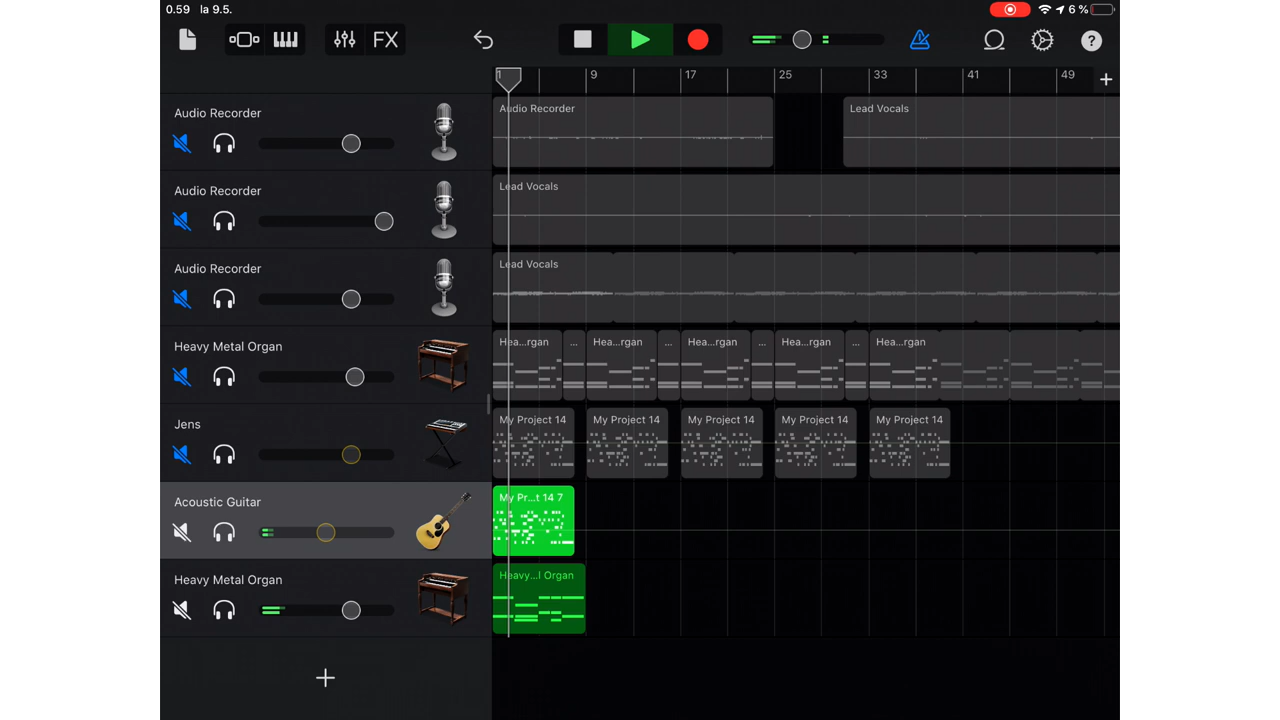 0.59 la 9.5. 6 %
FX
1 9 17 25 33 41 49 +
Audio Recorder
Audio Recorder
Lead Vocals
Audio Recorder
Lead Vocals
Audio Recorder
Lead Vocals
Heavy Metal Organ
Hea...rgan ... Hea...rgan ... Hea...rgan ... Hea...rgan ... Hea...rgan
Jens
My Project 14 My Project 14 My Project 14 My Project 14 My Project 14
Acoustic Guitar
My Pr...t 14 7
Heavy Metal Organ
Heavy...l Organ